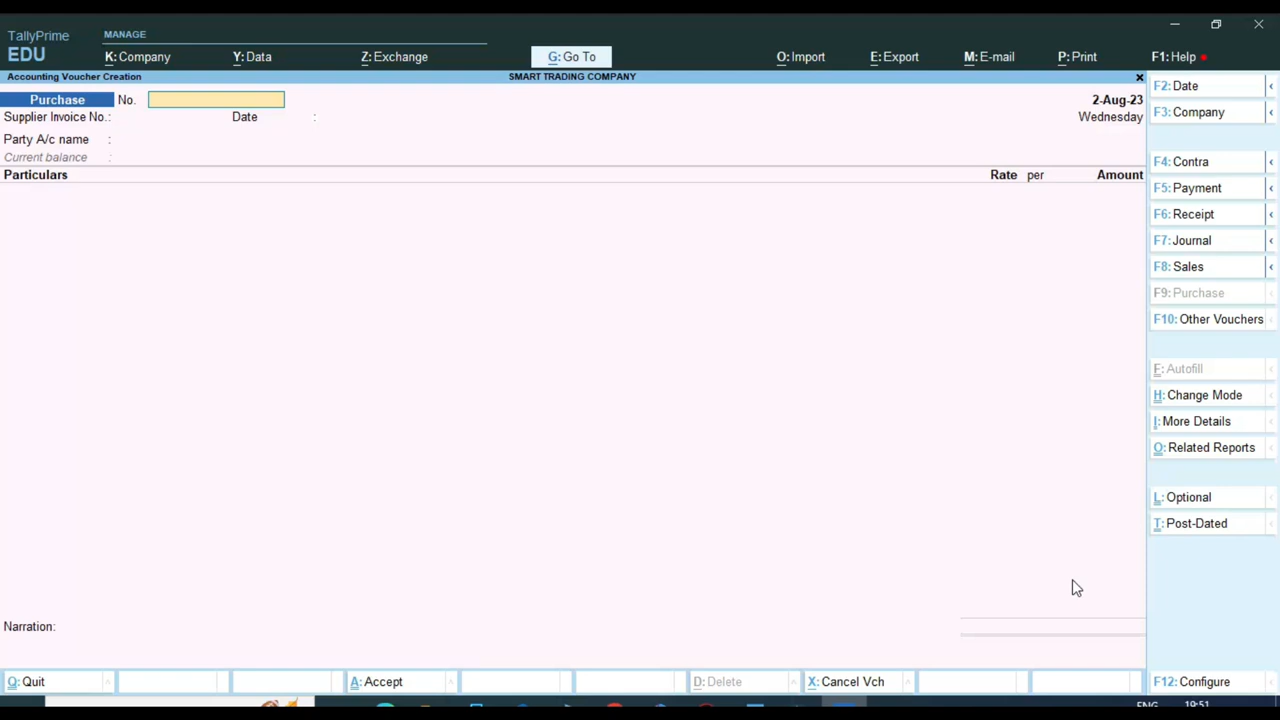 TallyPrime
EDU
MANAGE
K: Company
Y: Data
Z: Exchange
G: Go To
O: Import
E: Export
M: E-mail
P: Print
F1: Help
Accounting Voucher Creation
SMART TRADING COMPANY
×
Purchase No.
2-Aug-23
Supplier Invoice No.:
Date :
Wednesday
Party A/c name :
Current balance :
Particulars
Rate per
Amount
Narration:
F2: Date
F3: Company
F4: Contra
F5: Payment
F6: Receipt
F7: Journal
F8: Sales
F9: Purchase
F10: Other Vouchers
F: Autofill
H: Change Mode
I: More Details
O: Related Reports
L: Optional
T: Post-Dated
Q: Quit
A: Accept
D: Delete
X: Cancel Vch
F12: Configure
ENG
19:51